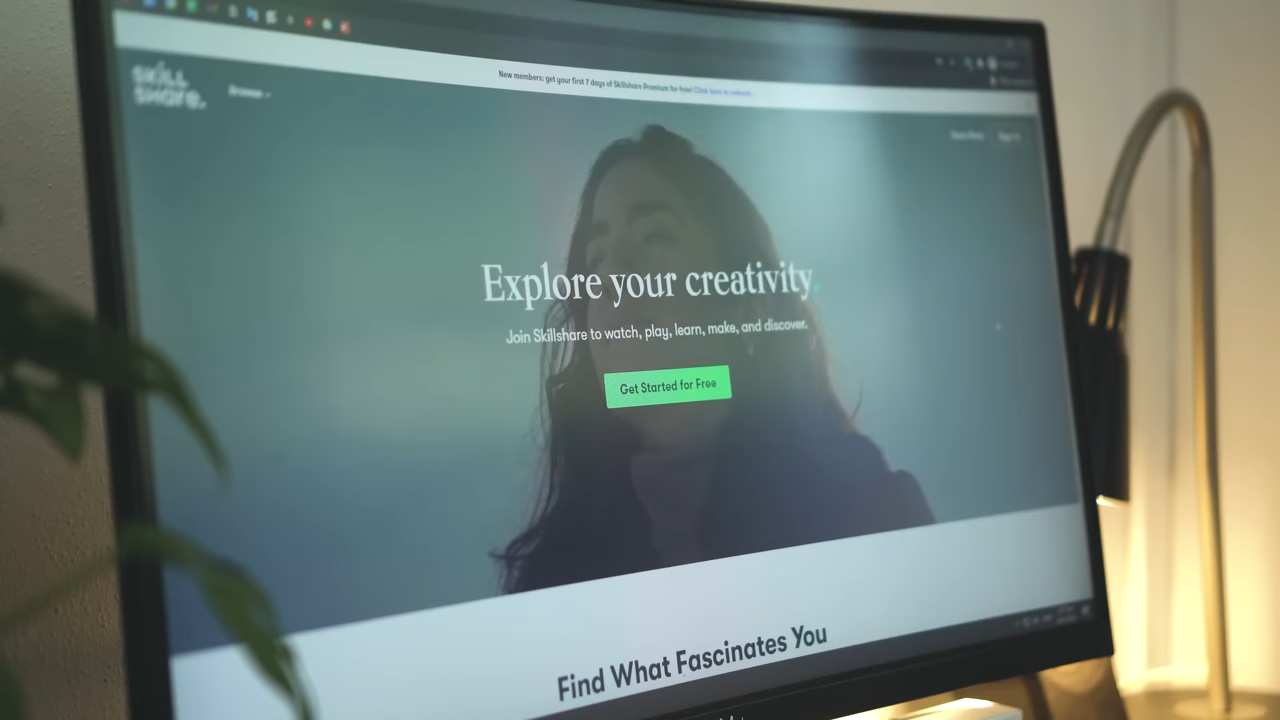 New members: get your first 7 days of Skillshare Premium for free! Click here to redeem
SKiLL
SHare.
Browse
Sign In
Explore your creativity.
Join Skillshare to watch, play, learn, make, and discover.
Get Started for Free
Find What Fascinates You